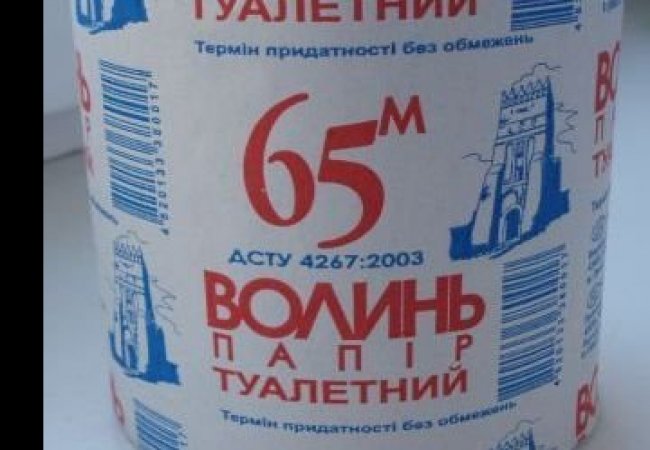 ТУАЛЕТНИЙ
Термін придатності без обмежень
65м
ДСТУ 4267:2003
ВОЛИНЬ
ПАПІР
ТУАЛЕТНИЙ
Термін придатності без обмежень